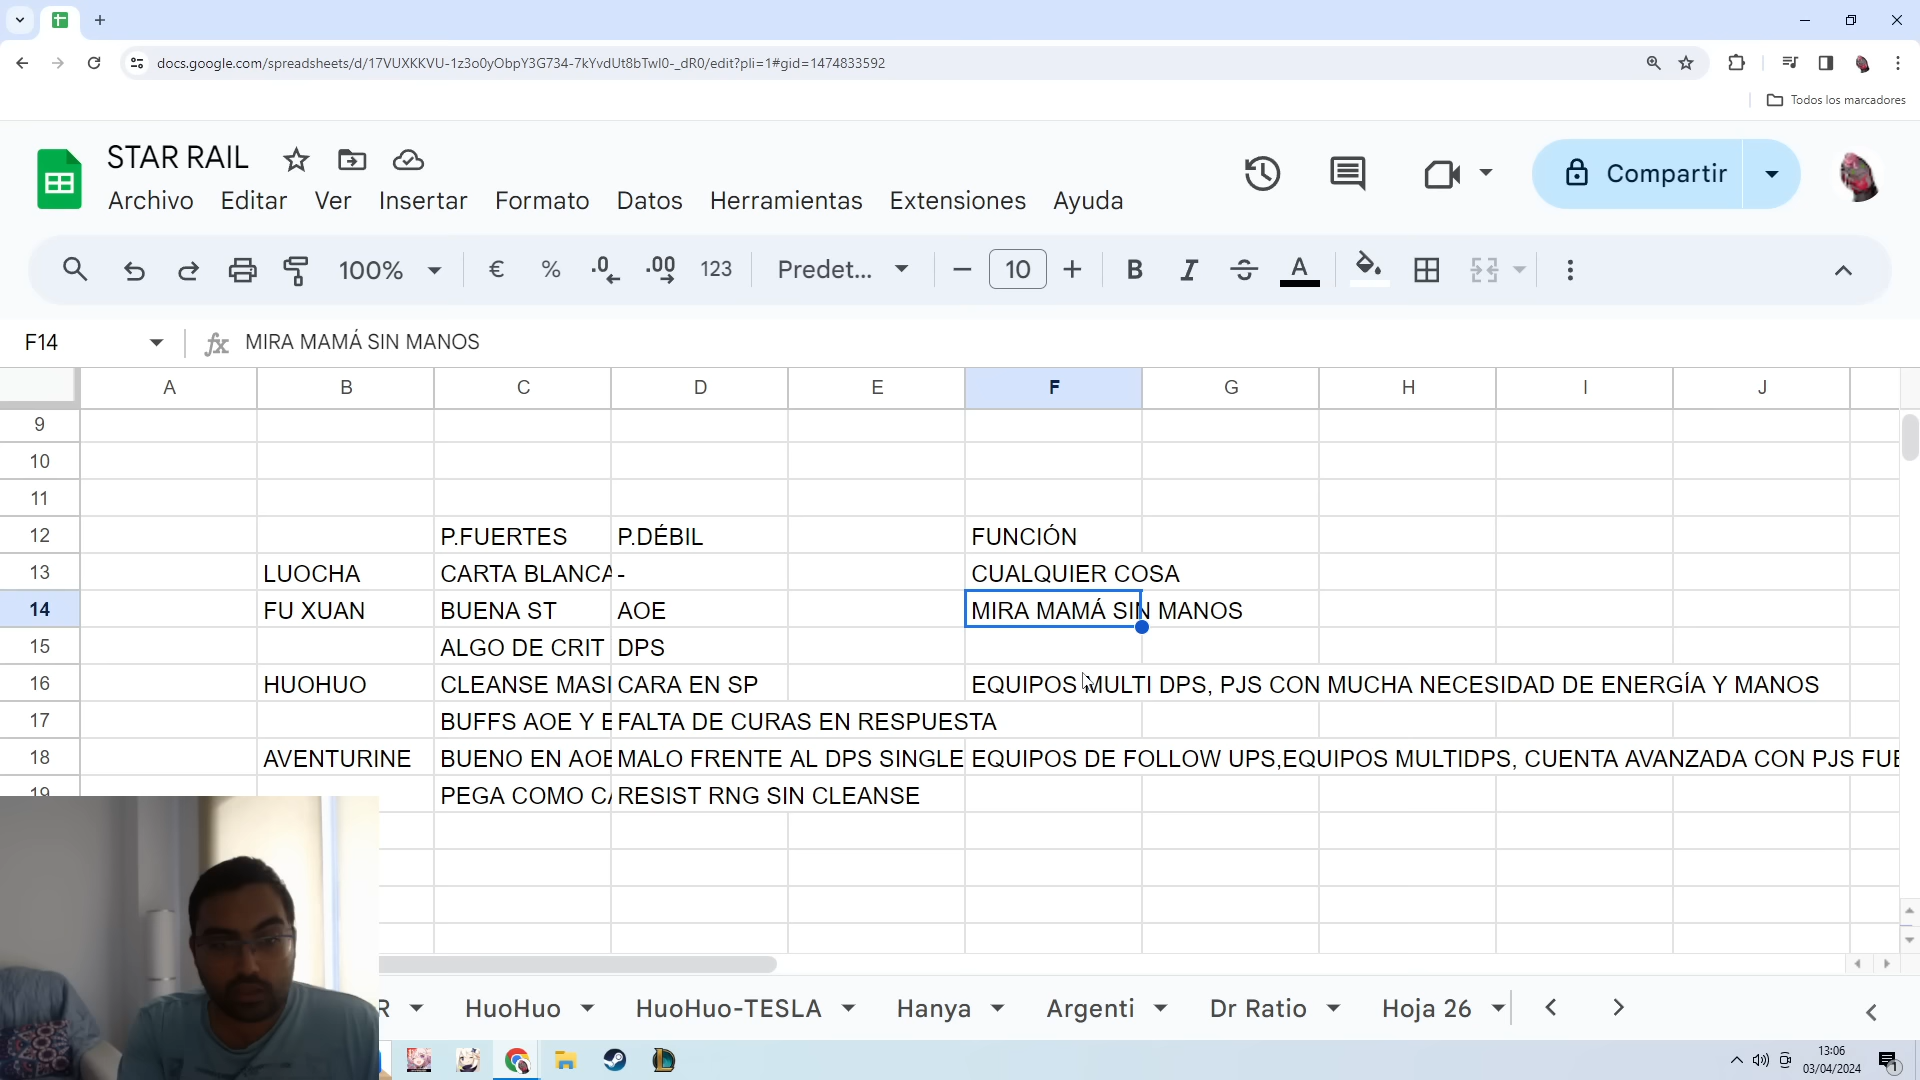 docs.google.com/spreadsheets/d/17VUXKKVU-1z3o0yObpY3G734-7kYvdUt8bTwI0-_dR0/edit?pli=1#gid=1474833592
Todos los marcadores
STAR RAIL
Archivo Editar Ver Insertar Formato Datos Herramientas Extensiones Ayuda
Compartir
100% € % .0 .00 123 Predet... 10 B I A
F14 fx MIRA MAMÁ SIN MANOS
A B C D E F G H I J
9
10
11
12 P.FUERTES P.DÉBIL FUNCIÓN
13 LUOCHA CARTA BLANCA - CUALQUIER COSA
14 FU XUAN BUENA ST AOE MIRA MAMÁ SIN MANOS
15 ALGO DE CRIT DPS
16 HUOHUO CLEANSE MASI CARA EN SP EQUIPOS MULTI DPS, PJS CON MUCHA NECESIDAD DE ENERGÍA Y MANOS
17 BUFFS AOE Y E FALTA DE CURAS EN RESPUESTA
18 AVENTURINE BUENO EN AOE MALO FRENTE AL DPS SINGLE EQUIPOS DE FOLLOW UPS,EQUIPOS MULTIDPS, CUENTA AVANZADA CON PJS FUE
19 PEGA COMO CA RESIST RNG SIN CLEANSE
R HuoHuo HuoHuo-TESLA Hanya Argenti Dr Ratio Hoja 26
13:06
03/04/2024
1